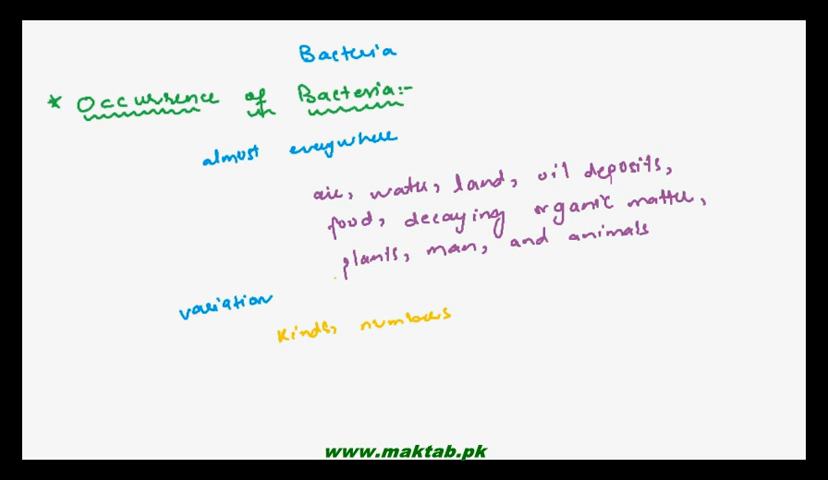 Bacteria
* Occurrence of Bacteria:-
almost everywhere
air, water, land, oil deposits,
food, decaying organic matter,
plants, man, and animals
variation
Kinds, numbers
www.maktab.pk